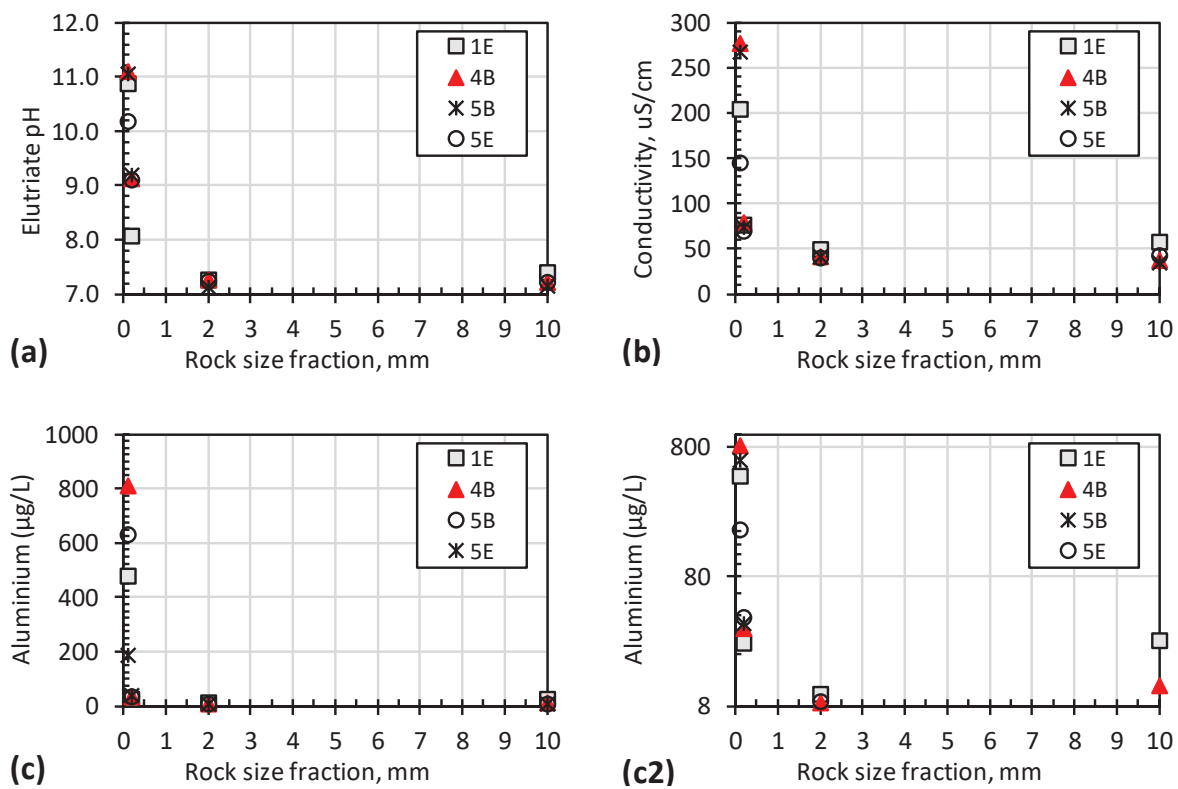 12.0
11.0
10.0
9.0
8.0
7.0
Elutriate pH
1E
4B
5B
5E
0 1 2 3 4 5 6 7 8 9 10
Rock size fraction, mm
(a)
300
250
200
150
100
50
0
Conductivity, uS/cm
1E
4B
5B
5E
0 1 2 3 4 5 6 7 8 9 10
Rock size fraction, mm
(b)
1000
800
600
400
200
0
Aluminium (µg/L)
1E
4B
5B
5E
0 1 2 3 4 5 6 7 8 9 10
Rock size fraction, mm
(c)
800
80
8
Aluminium (µg/L)
1E
4B
5B
5E
0 1 2 3 4 5 6 7 8 9 10
Rock size fraction, mm
(c2)